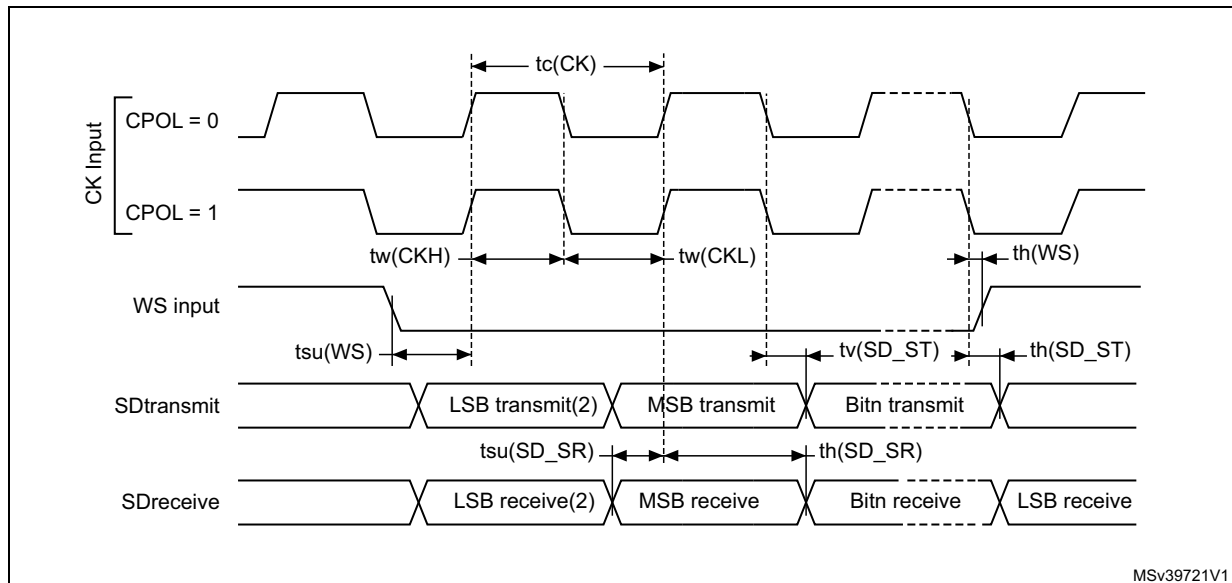 tc(CK)
CK Input
CPOL = 0
CPOL = 1
tw(CKH)
tw(CKL)
th(WS)
WS input
tsu(WS)
tv(SD_ST)
th(SD_ST)
SDtransmit
LSB transmit(2)
MSB transmit
Bitn transmit
tsu(SD_SR)
th(SD_SR)
SDreceive
LSB receive(2)
MSB receive
Bitn receive
LSB receive
MSv39721V1